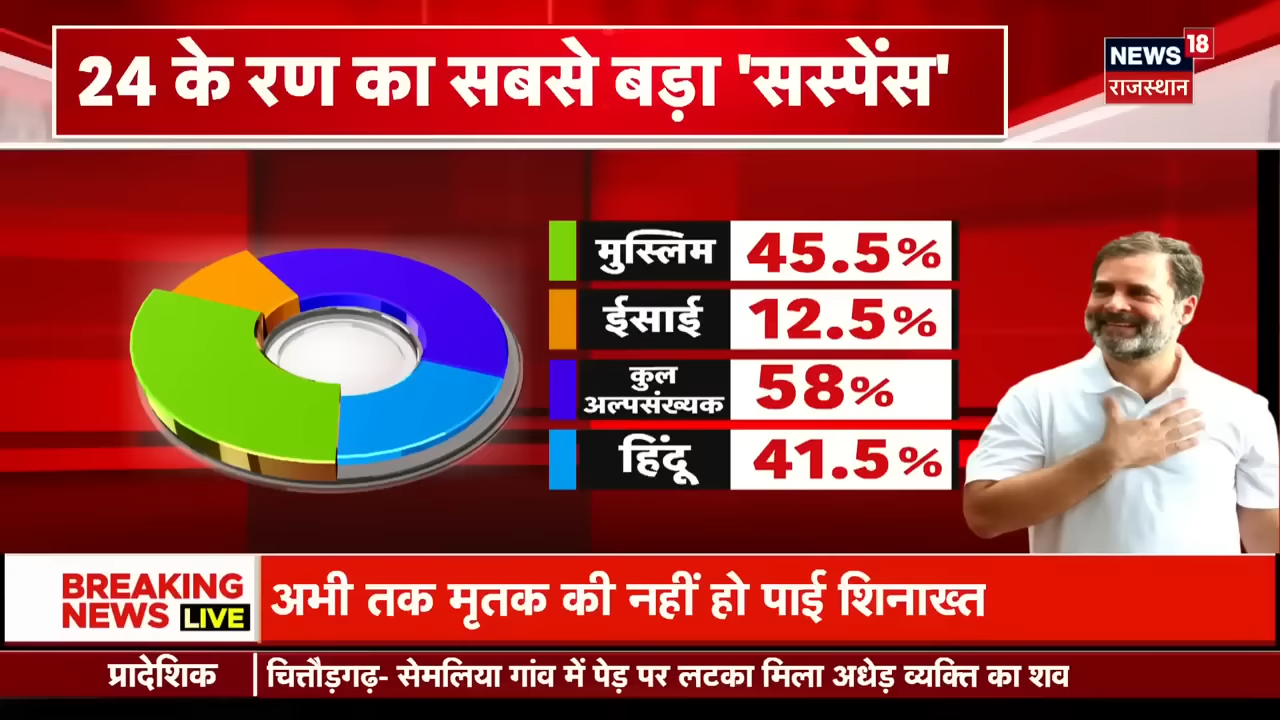 24 के रण का सबसे बड़ा 'सस्पेंस'
NEWS 18
राजस्थान
मुस्लिम 45.5%
ईसाई 12.5%
कुल
अल्पसंख्यक 58%
हिंदू 41.5%
BREAKING
NEWS LIVE
अभी तक मृतक की नहीं हो पाई शिनाख्त
प्रादेशिक
चित्तौड़गढ़- सेमलिया गांव में पेड़ पर लटका मिला अधेड़ व्यक्ति का शव